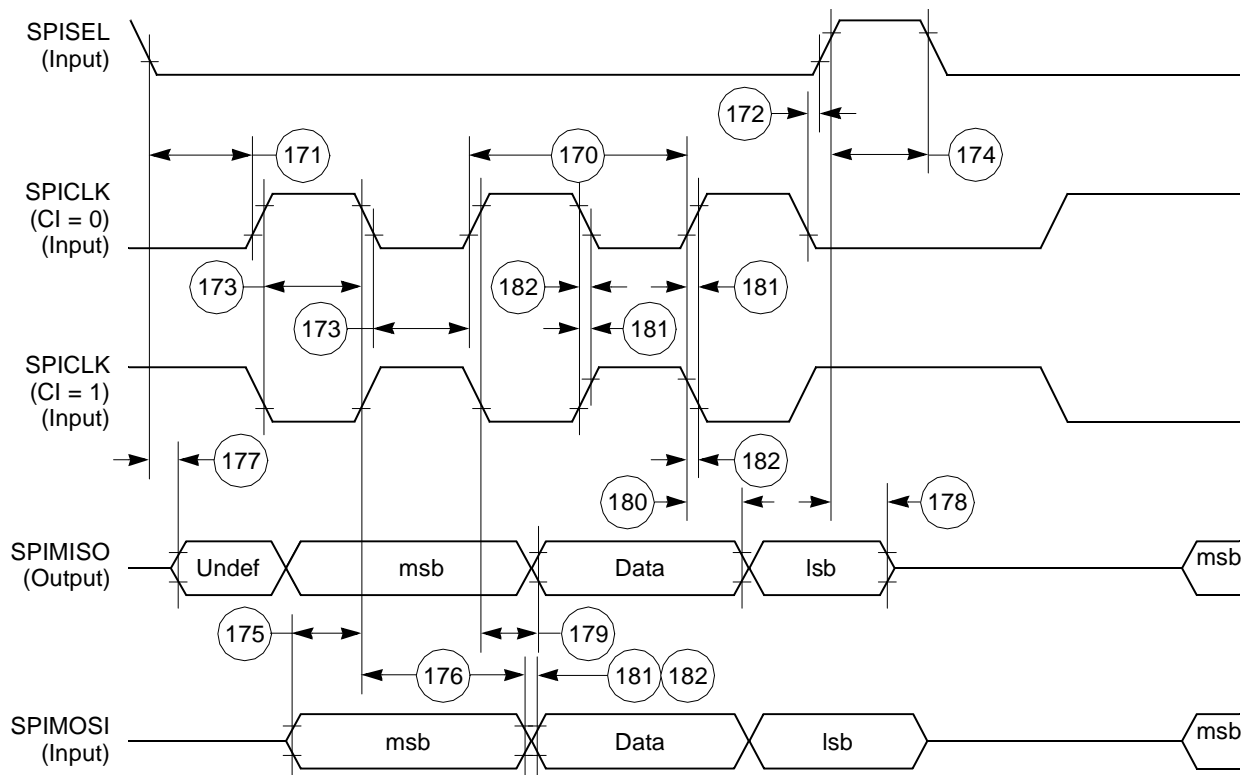 SPISEL
(Input)
172
171
170
174
SPICLK
(CI = 0)
(Input)
173
182
181
173
181
SPICLK
(CI = 1)
(Input)
177
182
180
178
SPIMISO
(Output)
Undef
msb
Data
lsb
msb
175
179
176
181
182
SPIMOSI
(Input)
msb
Data
lsb
msb